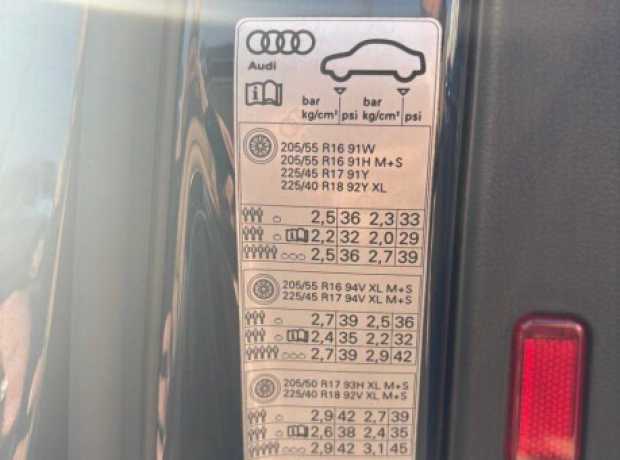 Audi
bar psi bar psi
kg/cm² kg/cm²
205/55 R16 91W
205/55 R16 91H M+S
225/45 R17 91Y
225/40 R18 92Y XL
2,5 36 2,3 33
2,2 32 2,0 29
2,5 36 2,7 39
205/55 R16 94V XL M+S
225/45 R17 94V XL M+S
2,7 39 2,5 36
2,4 35 2,2 32
2,7 39 2,9 42
205/50 R17 93H XL M+S
225/40 R18 92V XL M+S
2,9 42 2,7 39
2,6 38 2,4 35
2,9 42 3,1 45